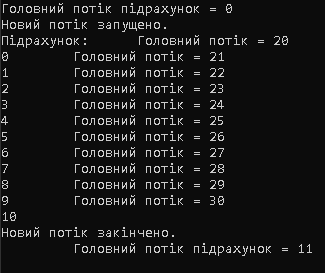 Головний потік підрахунок = 0
Новий потік запущено.
Підрахунок:      Головний потік = 20
0        Головний потік = 21
1        Головний потік = 22
2        Головний потік = 23
3        Головний потік = 24
4        Головний потік = 25
5        Головний потік = 26
6        Головний потік = 27
7        Головний потік = 28
8        Головний потік = 29
9        Головний потік = 30
10
Новий потік закінчено.
         Головний потік підрахунок = 11